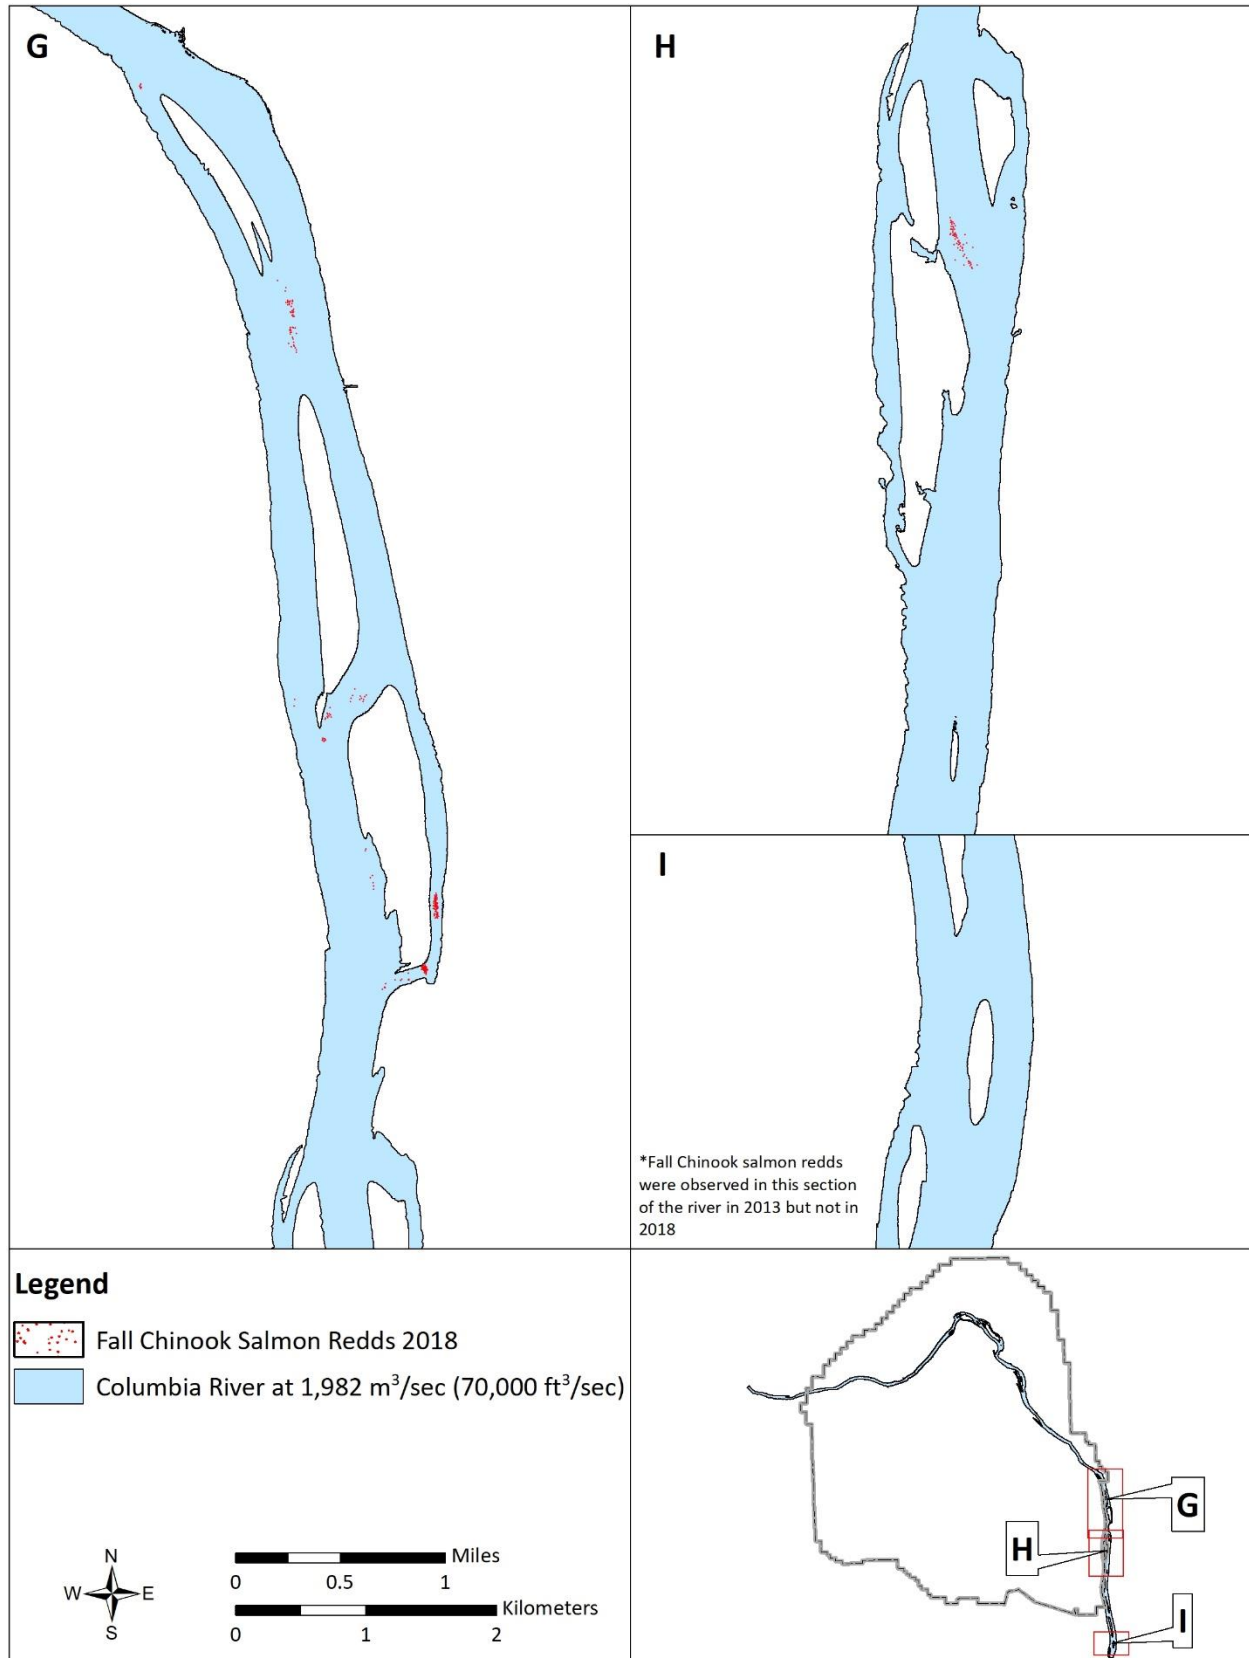 G
H
I
*Fall Chinook salmon redds
were observed in this section
of the river in 2013 but not in
2018
Legend
Fall Chinook Salmon Redds 2018
Columbia River at 1,982 m³/sec (70,000 ft³/sec)
N
W E
S
Miles
0 0.5 1
Kilometers
0 1 2
G
H
I